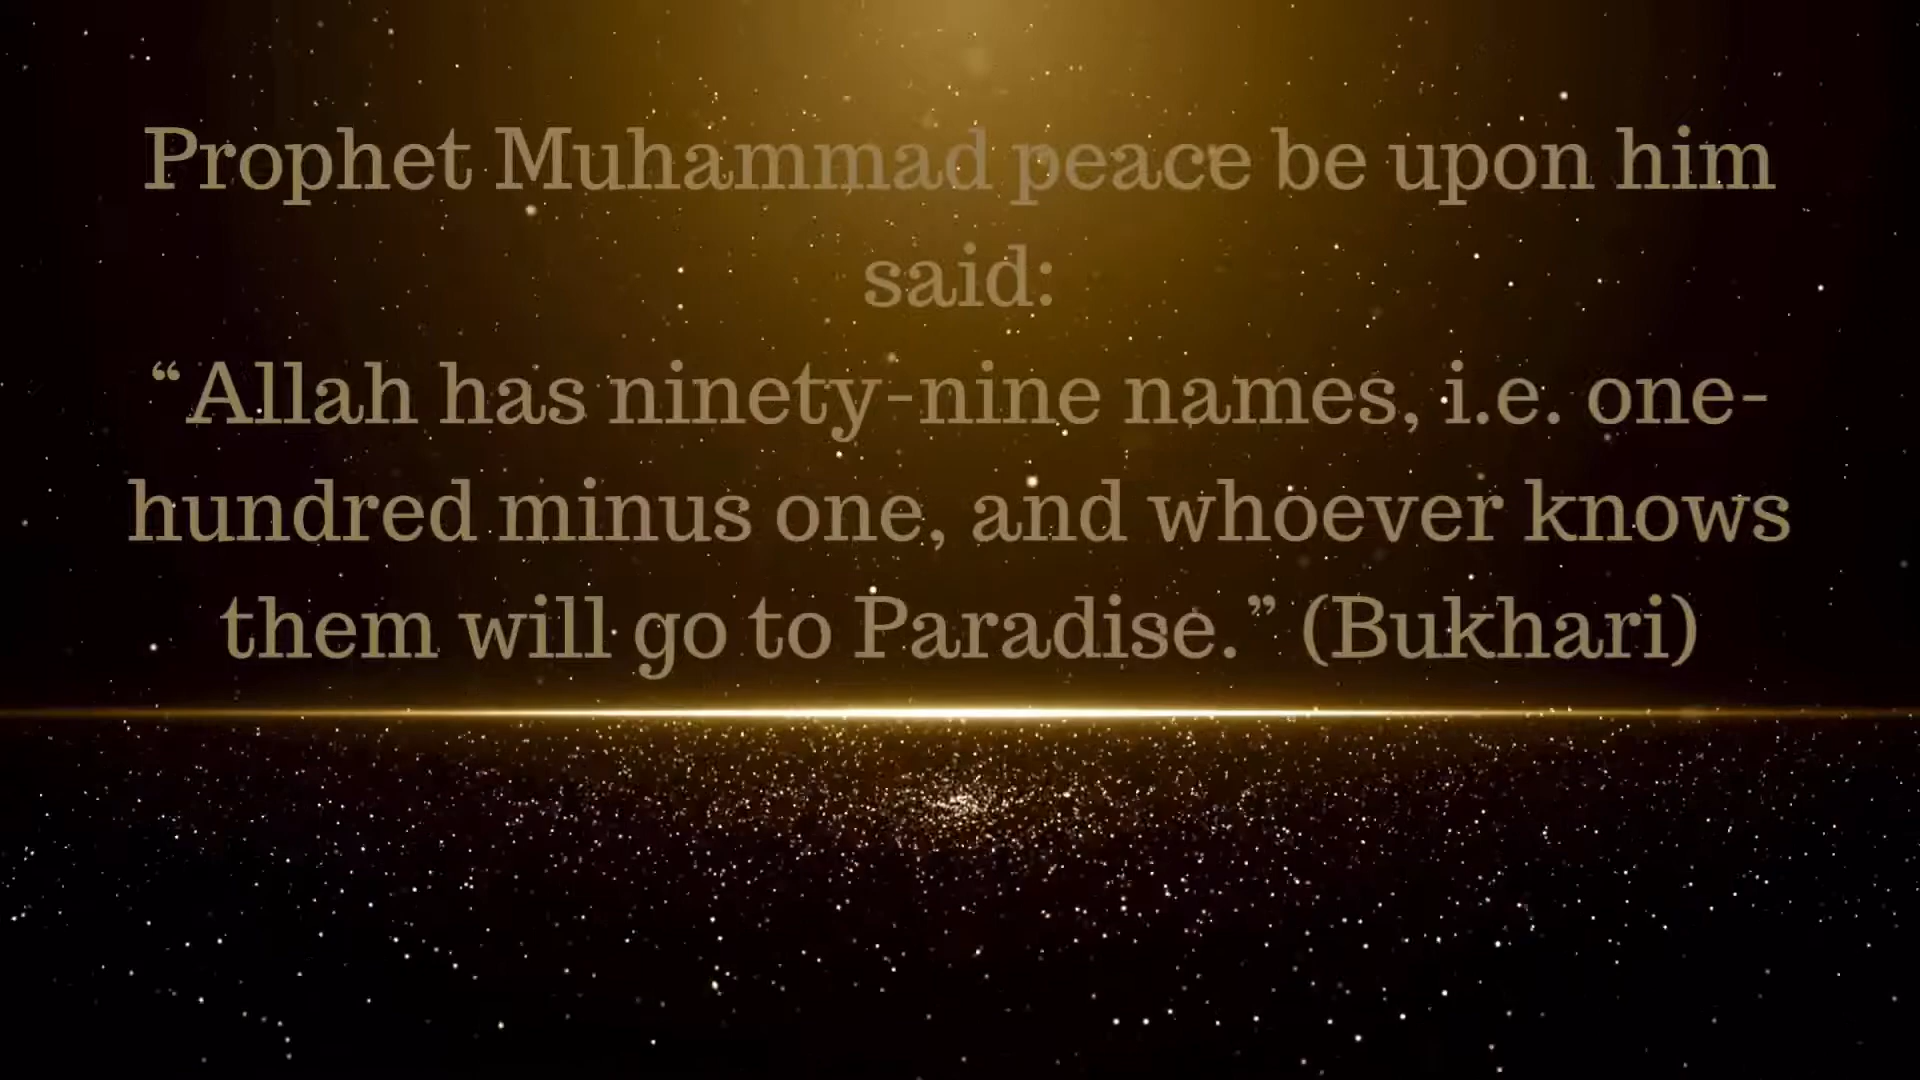 Prophet Muhammad peace be upon him
said:
“Allah has ninety-nine names, i.e. one-
hundred minus one, and whoever knows
them will go to Paradise.” (Bukhari)